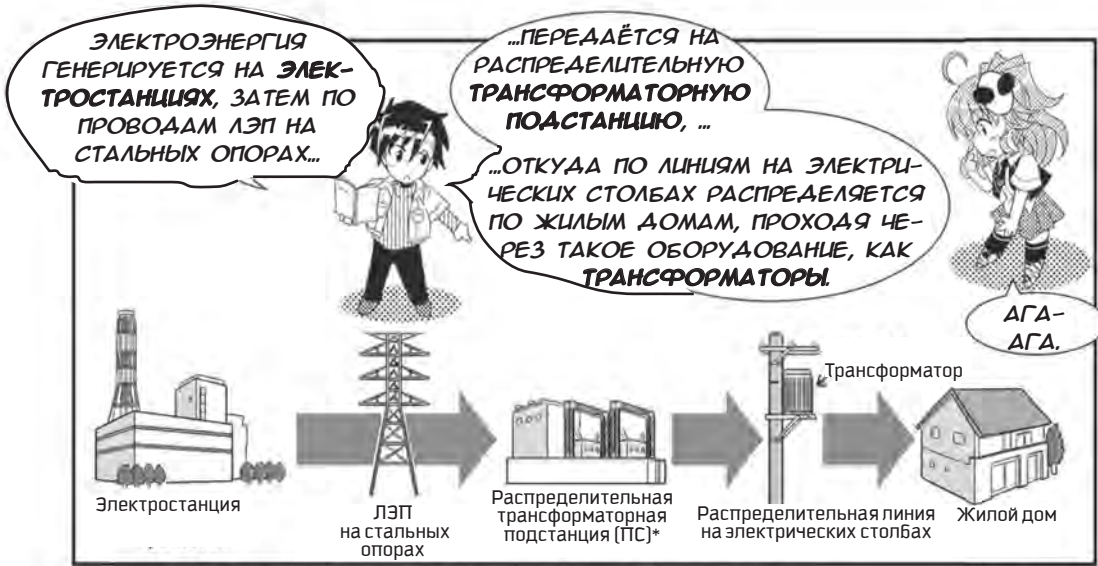 ЭЛЕКТРОЭНЕРГИЯ
ГЕНЕРИРУЕТСЯ НА ЭЛЕК-
ТРОСТАНЦИЯХ, ЗАТЕМ ПО
ПРОВОДАМ ЛЭП НА
СТАЛЬНЫХ ОПОРАХ...
...ПЕРЕДАЁТСЯ НА
РАСПРЕДЕЛИТЕЛЬНУЮ
ТРАНСФОРМАТОРНУЮ
ПОДСТАНЦИЮ, ...
...ОТКУДА ПО ЛИНИЯМ НА ЭЛЕКТРИ-
ЧЕСКИХ СТОЛБАХ РАСПРЕДЕЛЯЕТСЯ
ПО ЖИЛЫМ ДОМАМ, ПРОХОДЯ ЧЕ-
РЕЗ ТАКОЕ ОБОРУДОВАНИЕ, КАК
ТРАНСФОРМАТОРЫ.
АГА-
АГА.
Трансформатор
Электростанция
ЛЭП
на стальных
опорах
Распределительная
трансформаторная
подстанция (ПС)*
Распределительная линия
на электрических столбах
Жилой дом